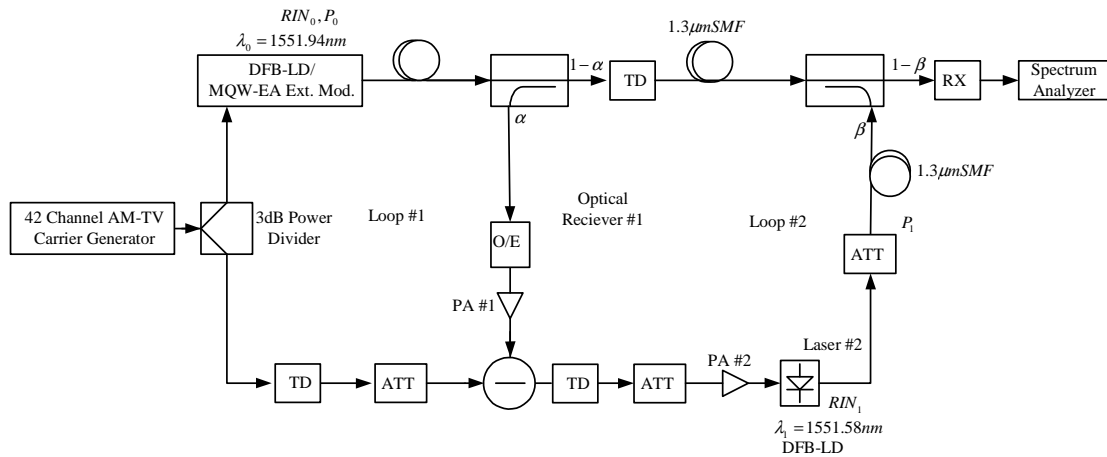 RIN₀, P₀
λ₀ = 1551.94nm
DFB-LD/
MQW-EA Ext. Mod.
1−α
α
TD
1.3μmSMF
1−β
β
RX
Spectrum
Analyzer
1.3μmSMF
42 Channel AM-TV
Carrier Generator
3dB Power
Divider
Loop #1
O/E
Optical
Reciever #1
Loop #2
P₁
ATT
PA #1
TD
ATT
—
TD
ATT
PA #2
Laser #2
RIN₁
λ₁ = 1551.58nm
DFB-LD